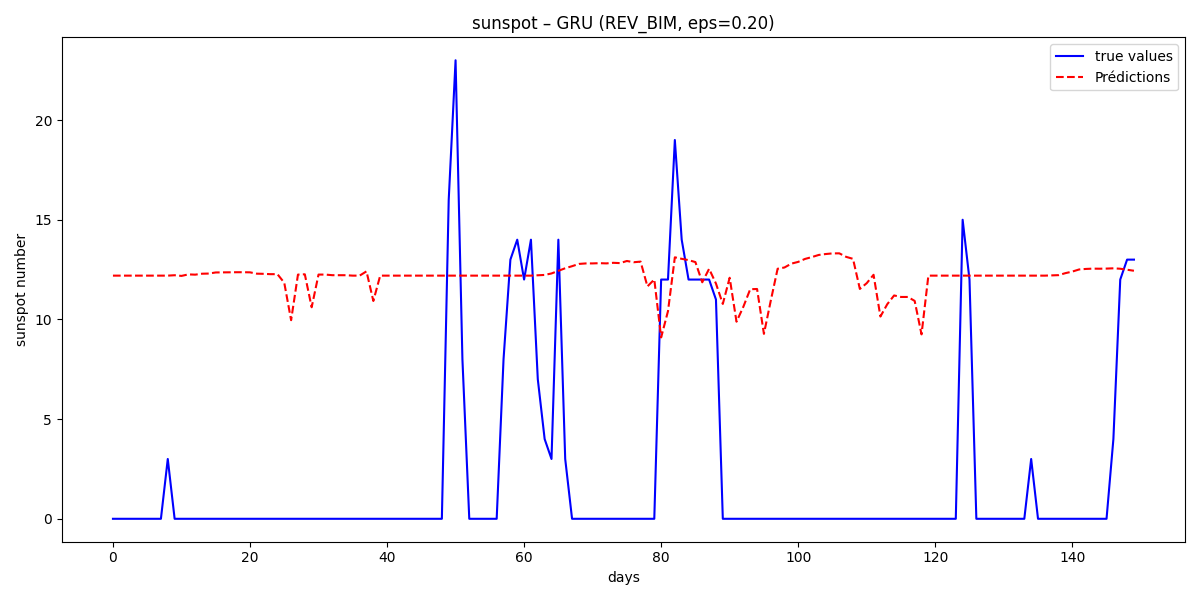 sunspot – GRU (REV_BIM, eps=0.20)
true values
Prédictions
sunspot number
20
15
10
5
0
0 20 40 60 80 100 120 140
days